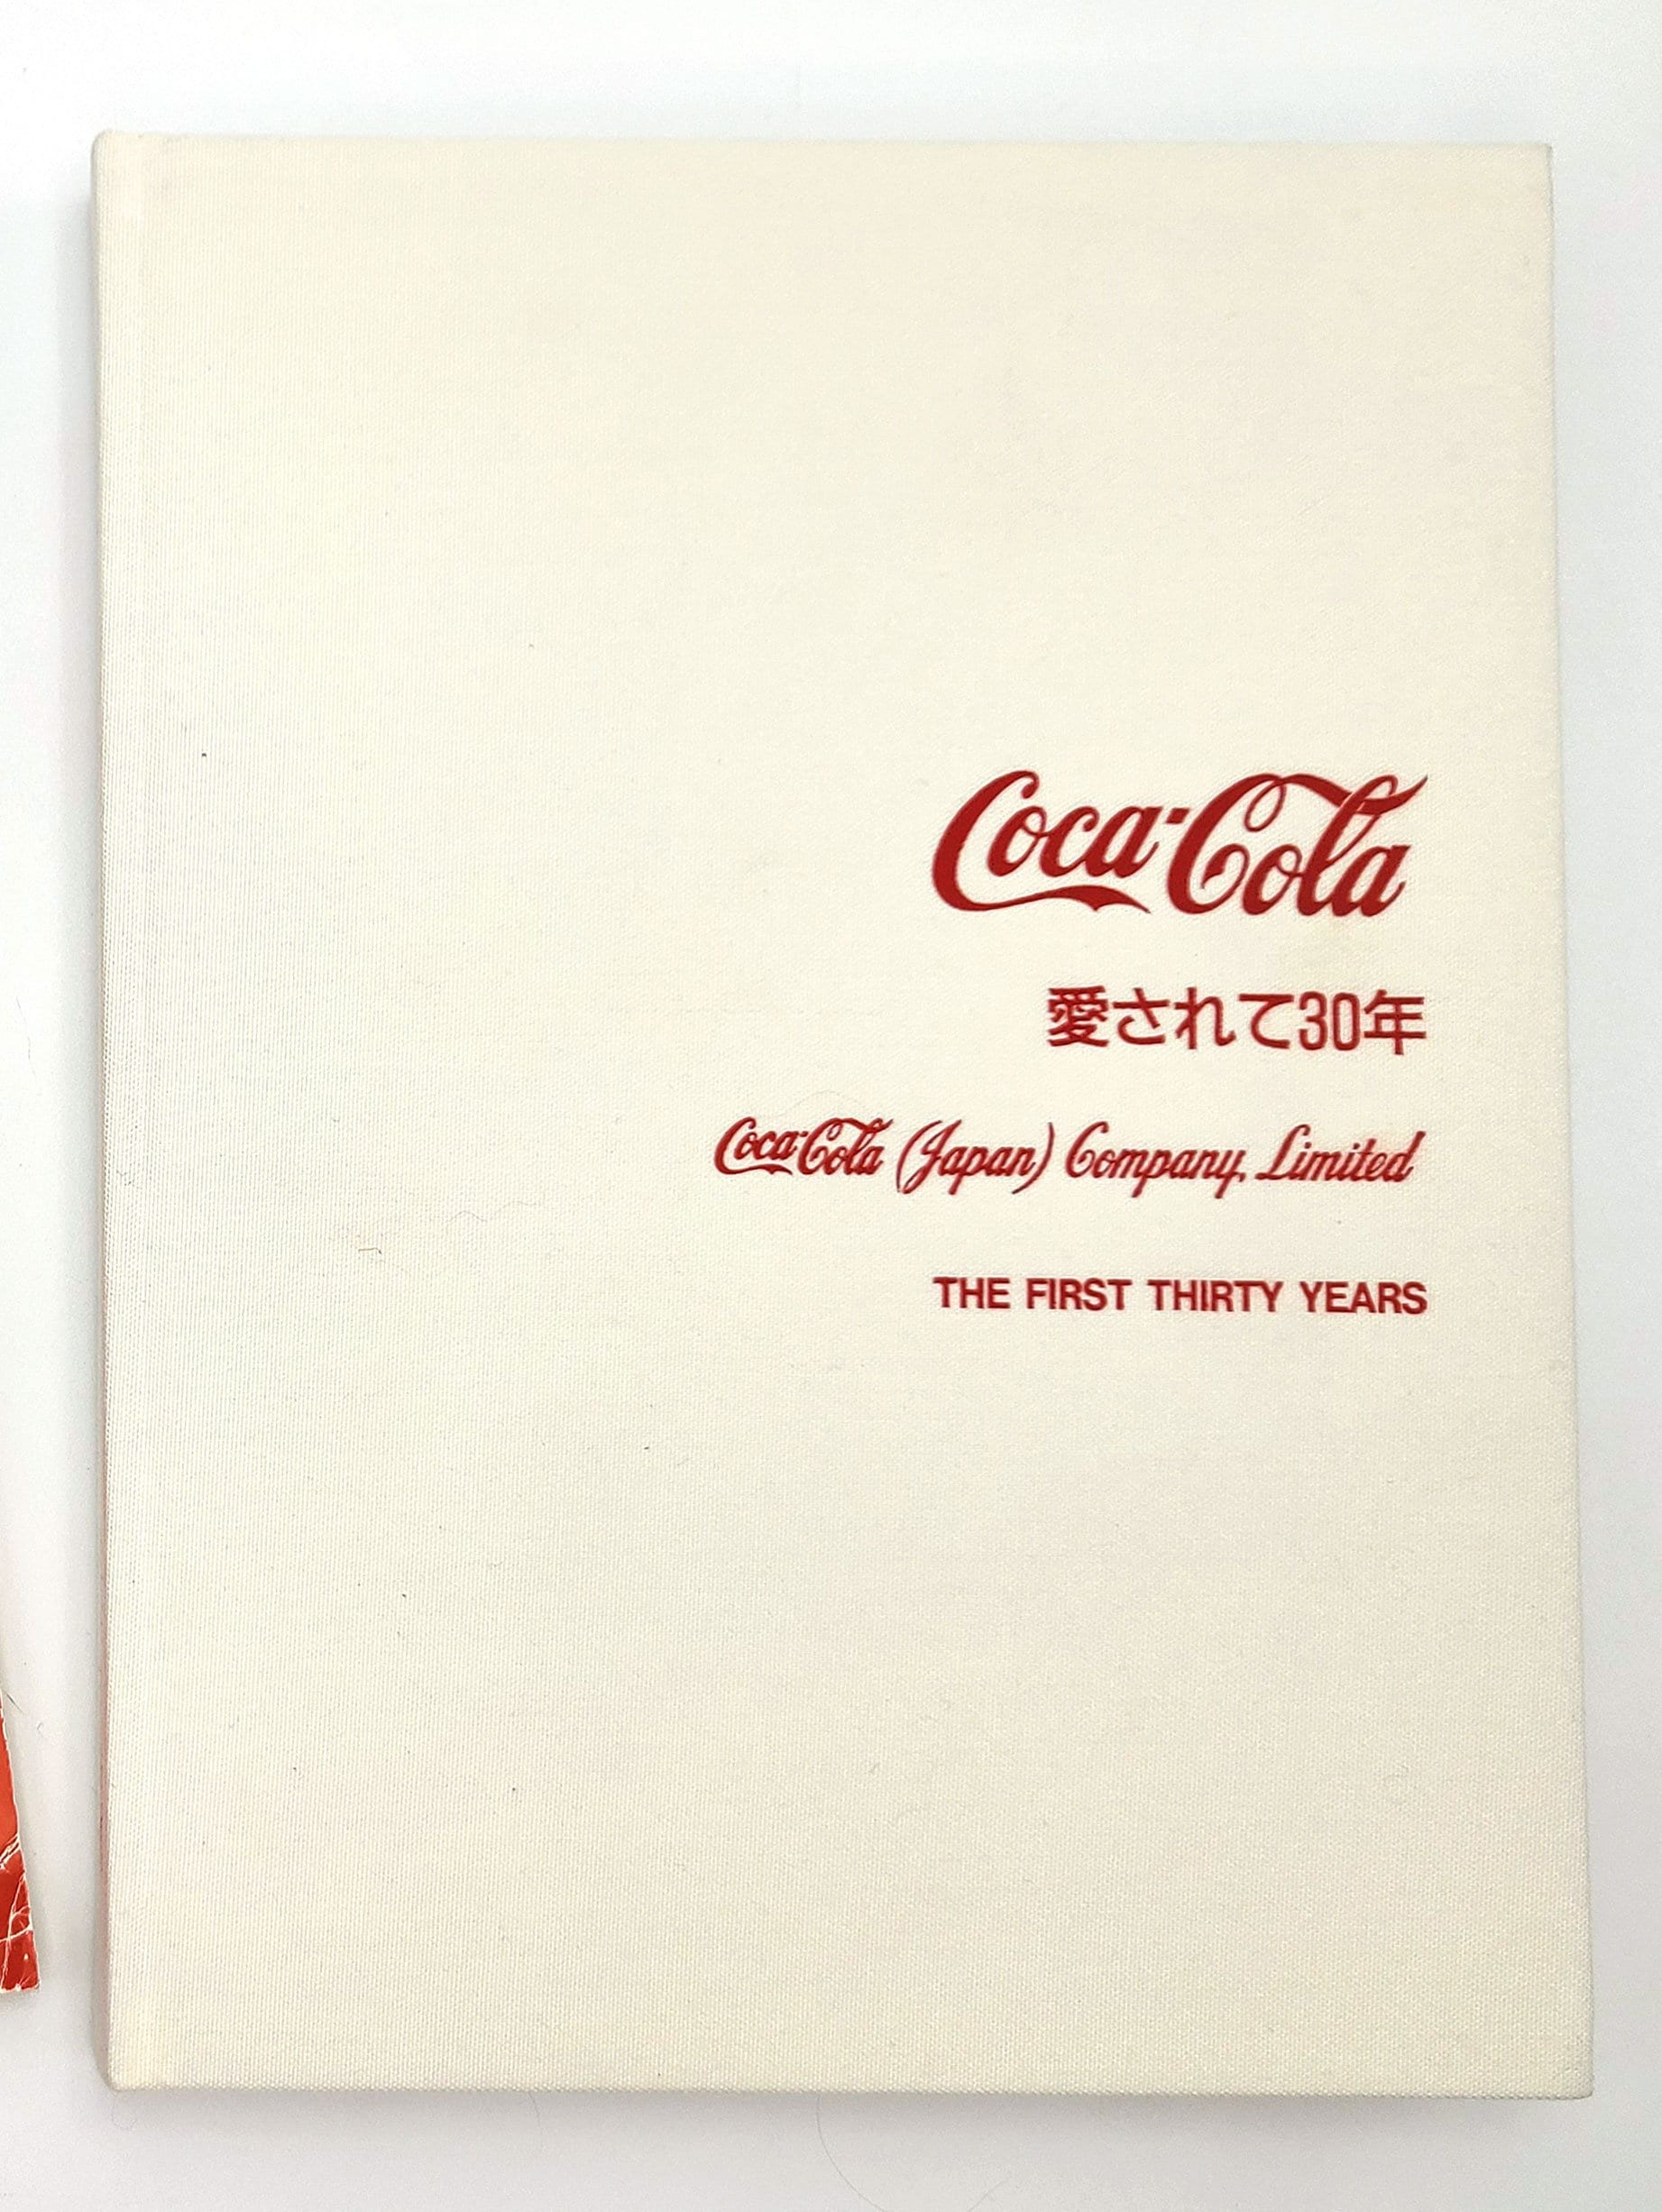 Coca-Cola
愛されて30年
Coca-Cola (Japan) Company, Limited
THE FIRST THIRTY YEARS